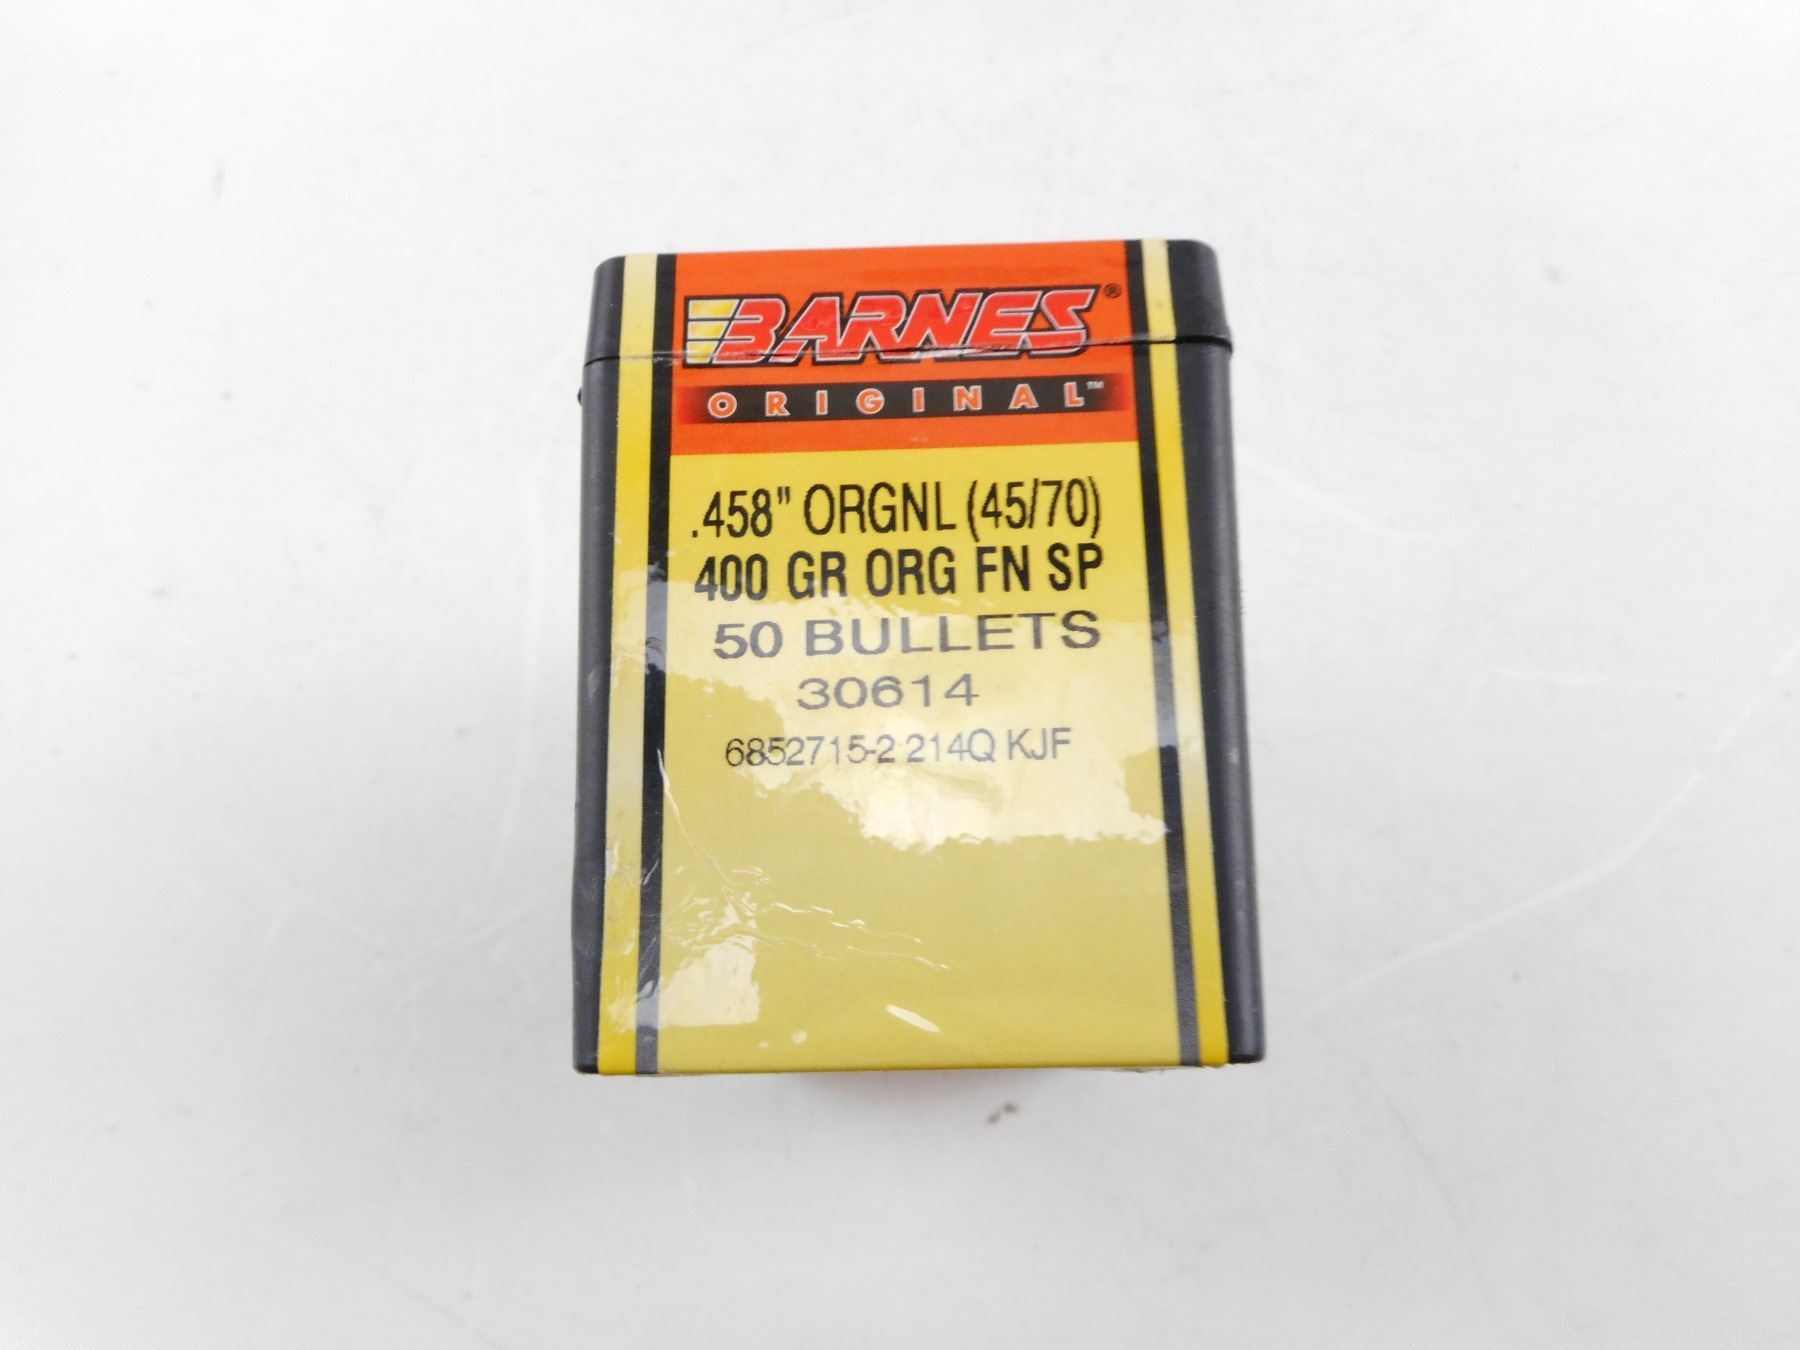 BARNES®
ORIGINAL™
.458" ORGNL (45/70)
400 GR ORG FN SP
50 BULLETS
30614
6852715-2 214Q KJF